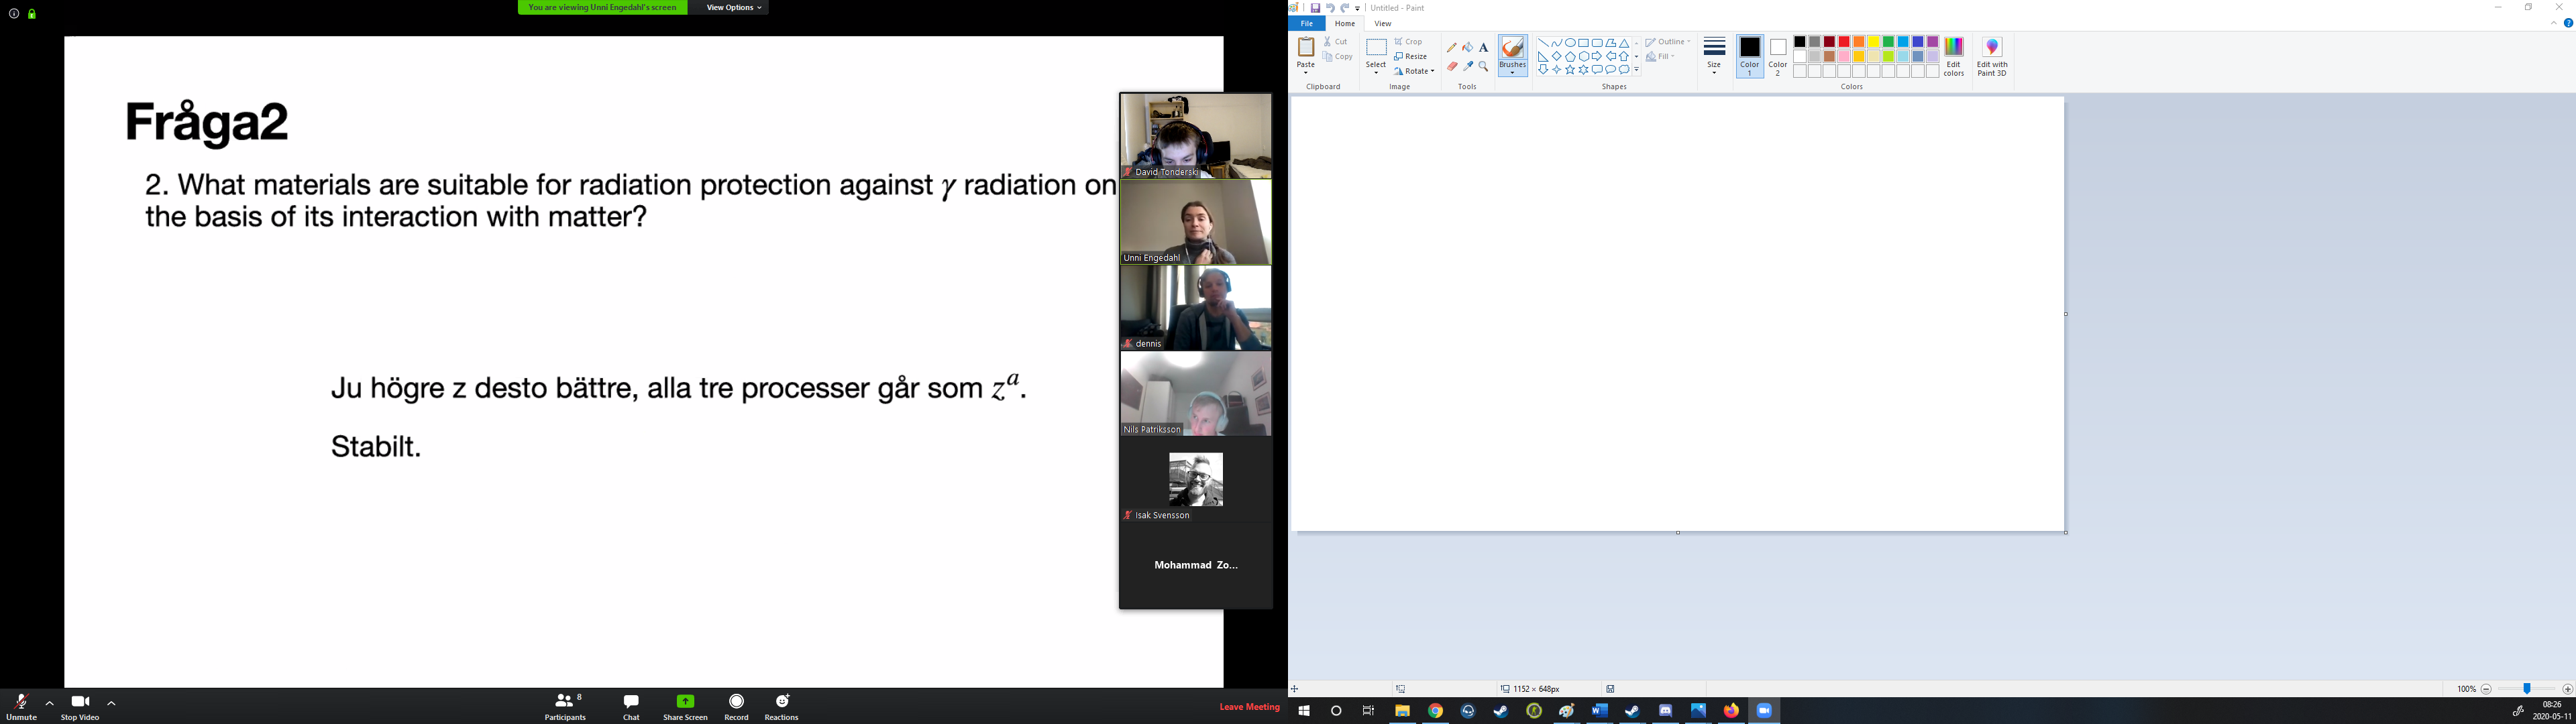 You are viewing Unni Engedahl's screen
View Options
Fråga2
2. What materials are suitable for radiation protection against γ radiation on
the basis of its interaction with matter?
Ju högre z desto bättre, alla tre processer går som z^a.
Stabilt.
David Tonderski
Unni Engedahl
dennis
Nils Patriksson
Isak Svensson
Mohammad Zo...
Unmute
Stop Video
Participants
8
Chat
Share Screen
Record
Reactions
Leave Meeting
Untitled - Paint
File
Home
View
Paste
Cut
Copy
Clipboard
Select
Crop
Resize
Rotate
Image
A
Tools
Brushes
Outline
Fill
Shapes
Size
Color
1
Color
2
Edit
colors
Colors
Edit with
Paint 3D
1152 × 648px
100%
08:26
2020-05-11